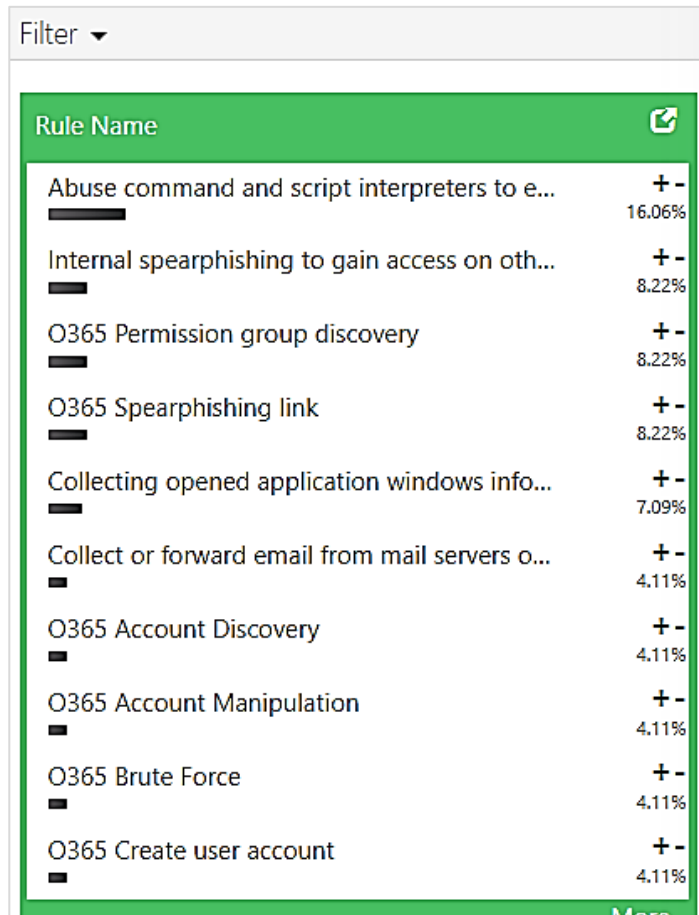 Filter
Rule Name
Abuse command and script interpreters to e...
+ -
16.06%
Internal spearphishing to gain access on oth...
+ -
8.22%
O365 Permission group discovery
+ -
8.22%
O365 Spearphishing link
+ -
8.22%
Collecting opened application windows info...
+ -
7.09%
Collect or forward email from mail servers o...
+ -
4.11%
O365 Account Discovery
+ -
4.11%
O365 Account Manipulation
+ -
4.11%
O365 Brute Force
+ -
4.11%
O365 Create user account
+ -
4.11%
More